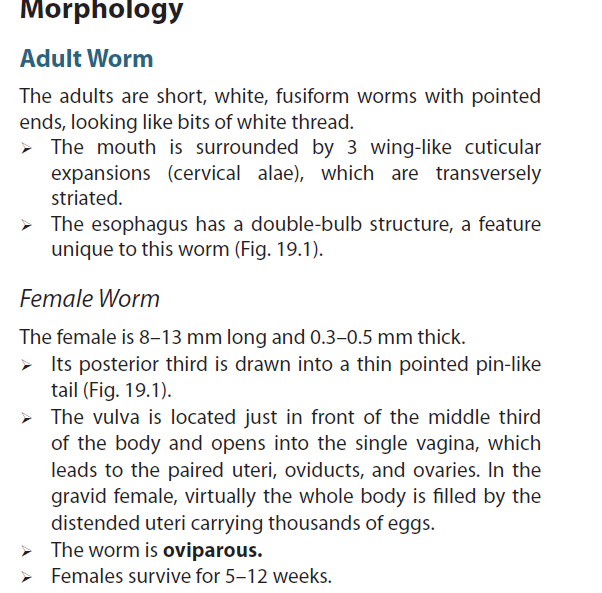 Morphology
Adult Worm
The adults are short, white, fusiform worms with pointed
ends, looking like bits of white thread.
➢ The mouth is surrounded by 3 wing-like cuticular
expansions (cervical alae), which are transversely
striated.
➢ The esophagus has a double-bulb structure, a feature
unique to this worm (Fig. 19.1).
Female Worm
The female is 8–13 mm long and 0.3–0.5 mm thick.
➢ Its posterior third is drawn into a thin pointed pin-like
tail (Fig. 19.1).
➢ The vulva is located just in front of the middle third
of the body and opens into the single vagina, which
leads to the paired uteri, oviducts, and ovaries. In the
gravid female, virtually the whole body is filled by the
distended uteri carrying thousands of eggs.
➢ The worm is oviparous.
➢ Females survive for 5–12 weeks.